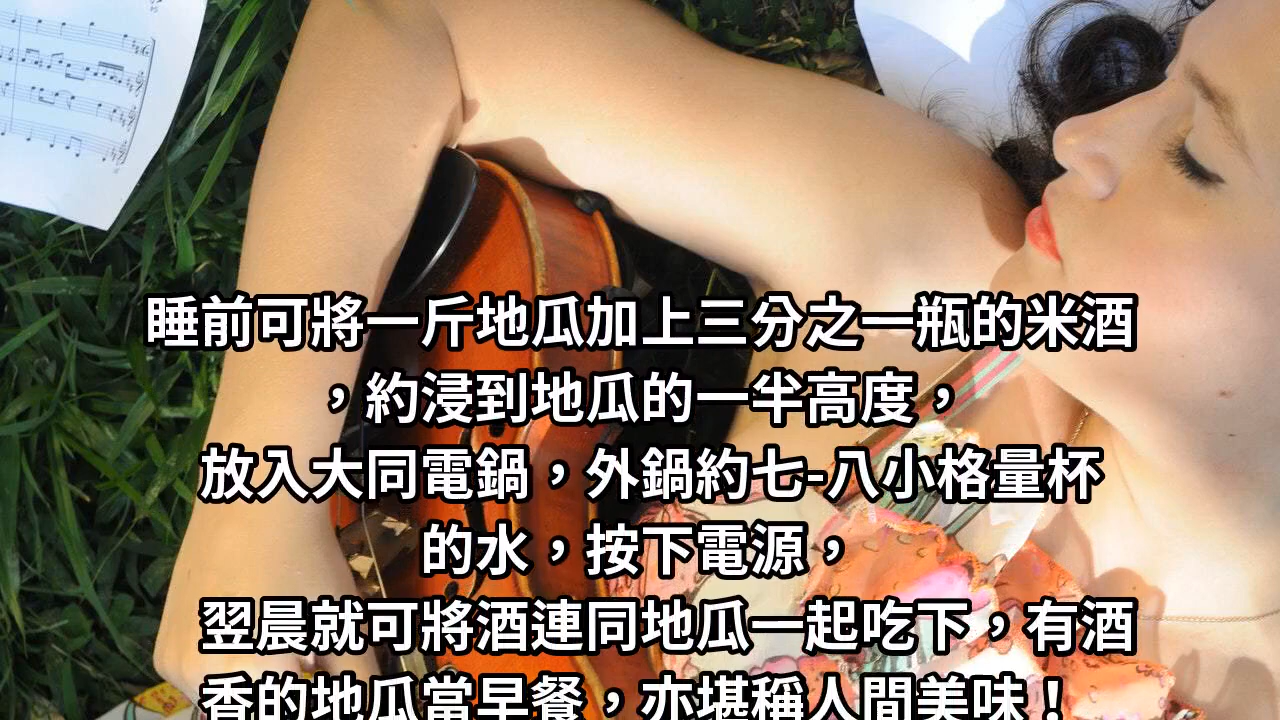 睡前可將一斤地瓜加上三分之一瓶的米酒
，約浸到地瓜的一半高度，
放入大同電鍋，外鍋約七-八小格量杯
的水，按下電源，
翌晨就可將酒連同地瓜一起吃下，有酒
香的地瓜當早餐，亦堪稱人間美味！